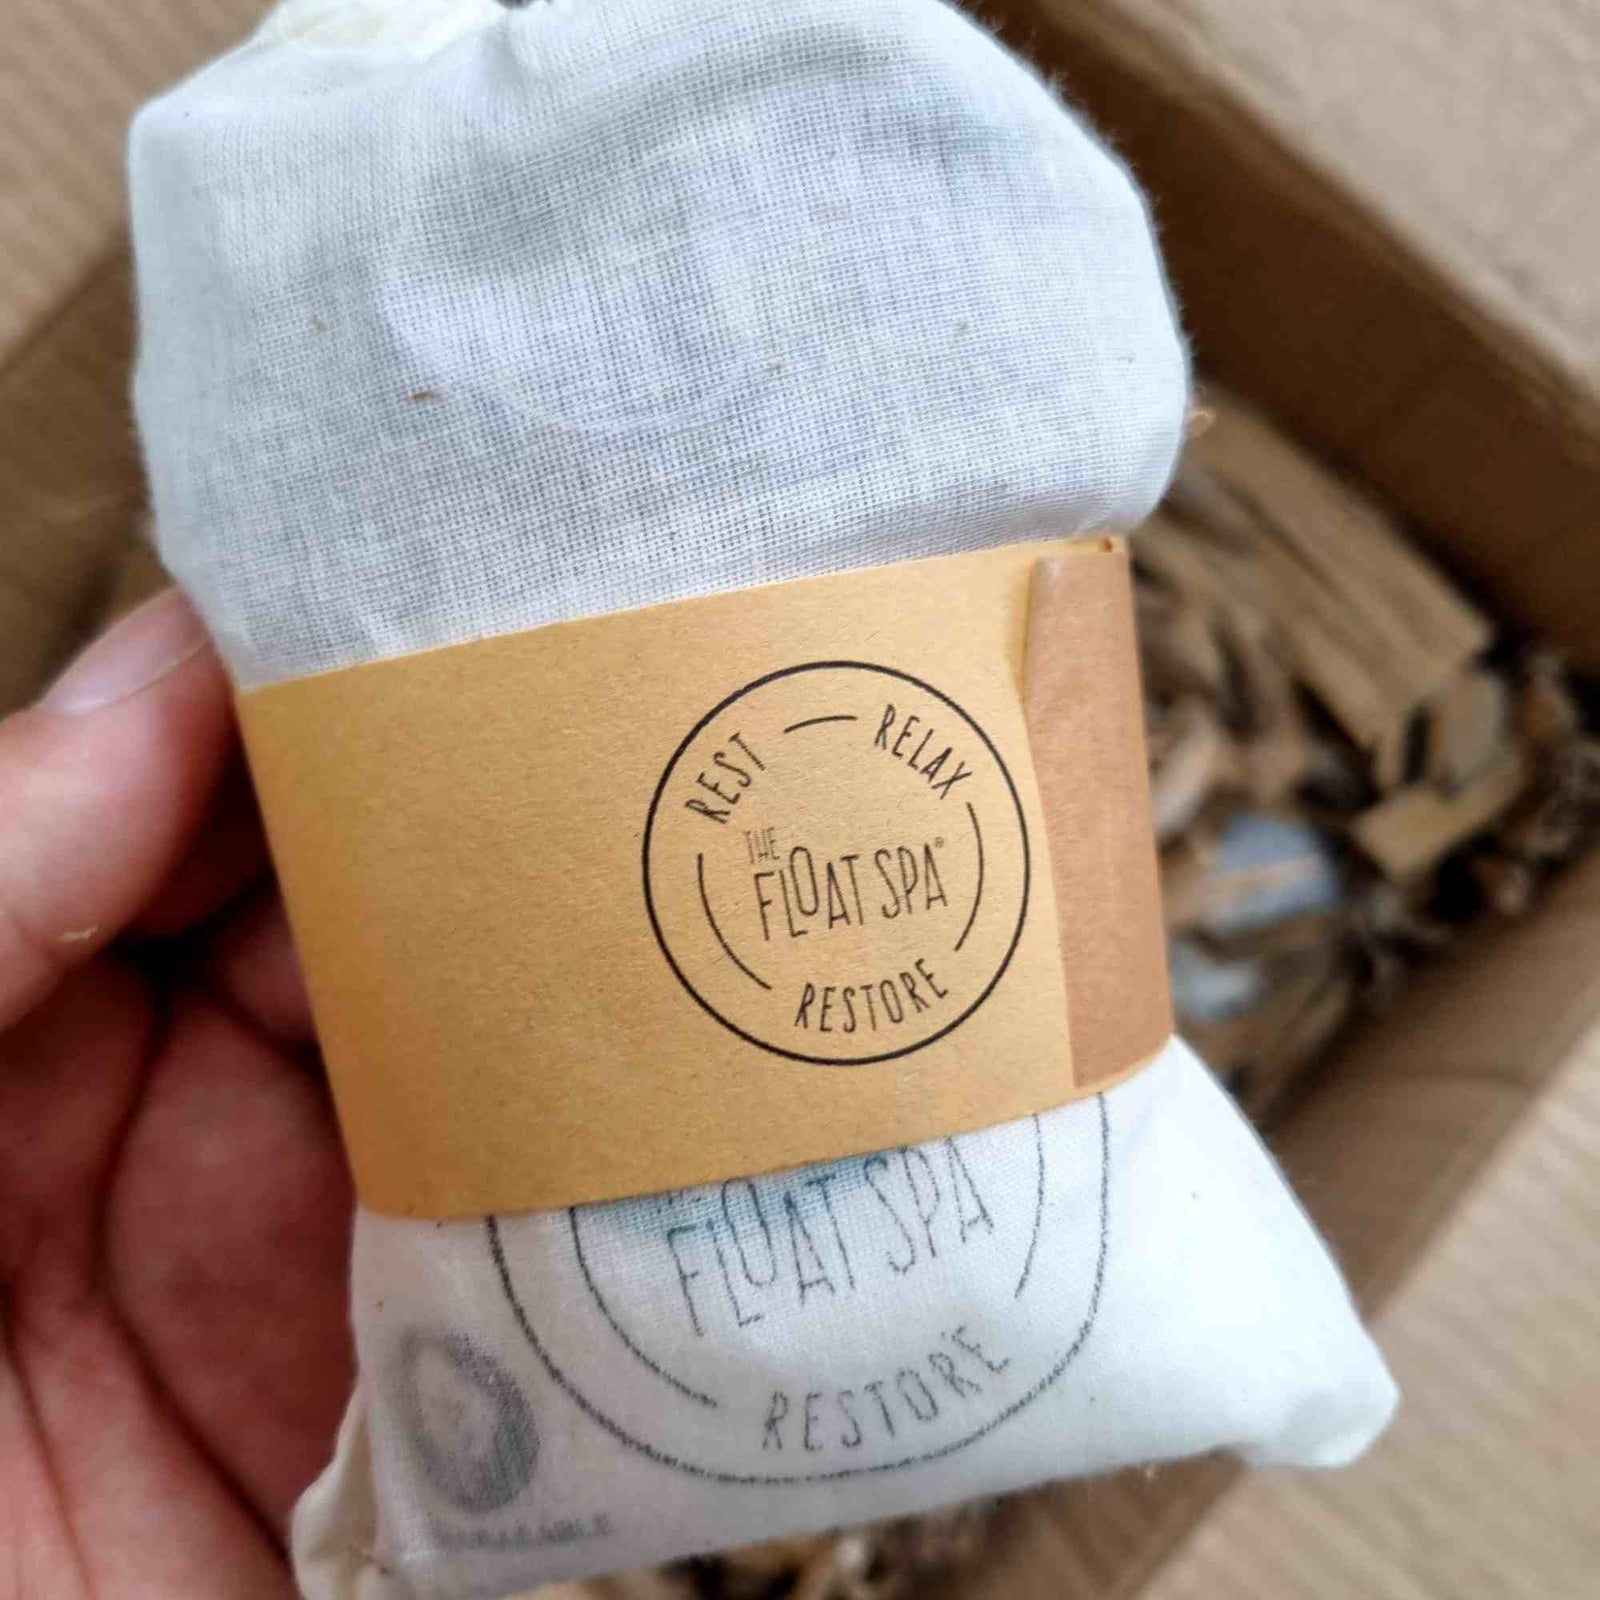 REST
RELAX
THE
FLOAT SPA®
RESTORE
FLOAT SPA
RESTORE